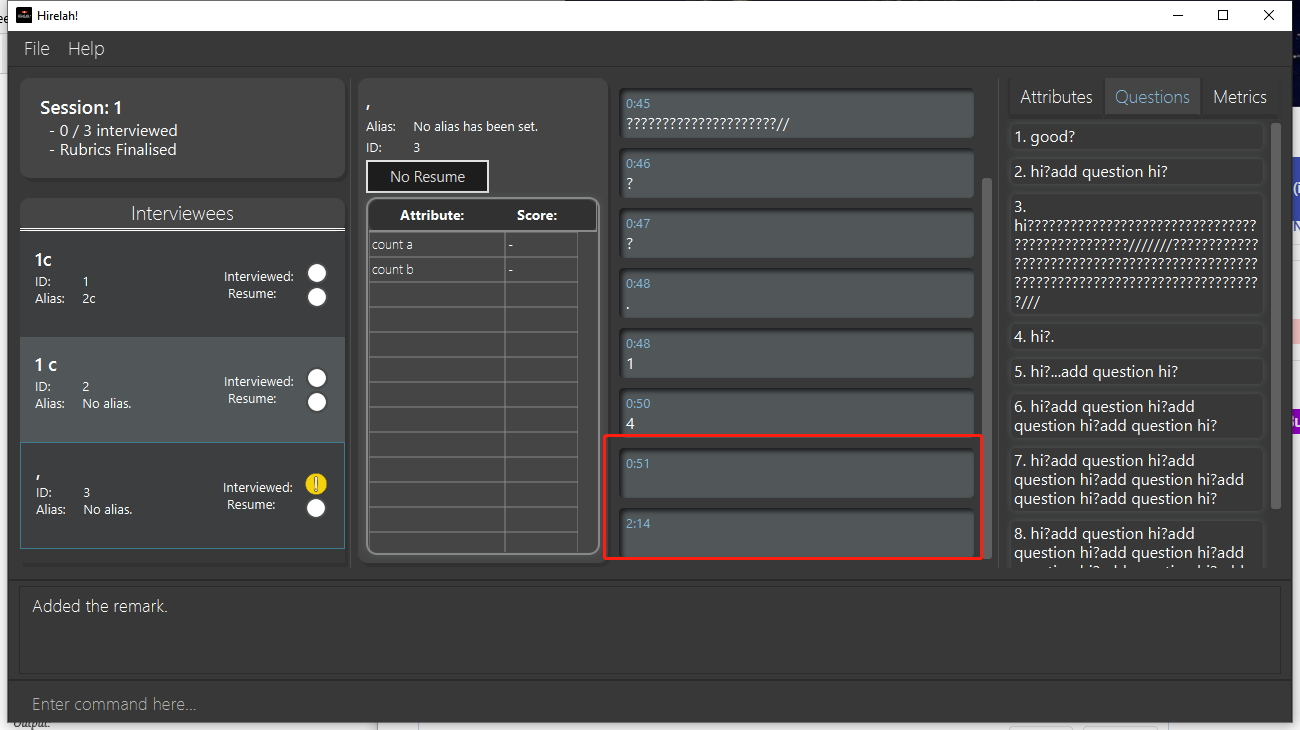 Hirelah!
File Help
Session: 1
- 0 / 3 interviewed
- Rubrics Finalised
Interviewees
1c
ID: 1
Alias: 2c
Interviewed:
Resume:
1 c
ID: 2
Alias: No alias.
Interviewed:
Resume:
,
ID: 3
Alias: No alias.
Interviewed: !
Resume:
,
Alias: No alias has been set.
ID: 3
No Resume
Attribute: Score:
count a -
count b -
0:45
?????????????????????//
0:46
?
0:47
?
0:48
.
0:48
1
0:50
4
0:51
2:14
Attributes Questions Metrics
1. good?
2. hi?add question hi?
3.
hi????????????????????????????????
????????????????///////????????????
??????????????????????????????????
??????????????????????????????????
?///
4. hi?.
5. hi?...add question hi?
6. hi?add question hi?add
question hi?add question hi?
7. hi?add question hi?add
question hi?add question hi?add
question hi?add question hi?
8. hi?add question hi?add
question hi?add question hi?add
Added the remark.
Enter command here...
Output: